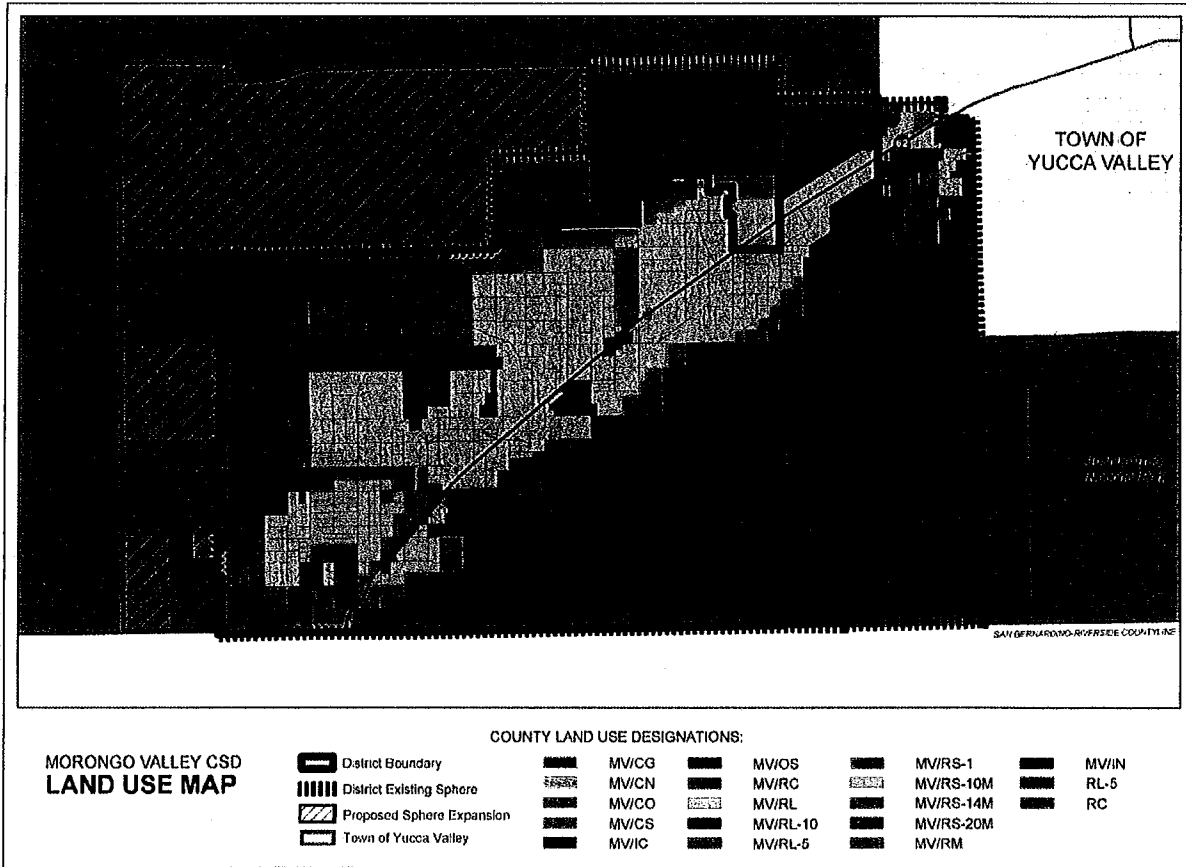 TOWN OF
YUCCA VALLEY
62
SAN BERNARDINO-RIVERSIDE COUNTY LINE
MORONGO VALLEY CSD
LAND USE MAP
District Boundary
District Existing Sphere
Proposed Sphere Expansion
Town of Yucca Valley
COUNTY LAND USE DESIGNATIONS:
MV/CG
MV/CN
MV/CO
MV/CS
MV/IC
MV/OS
MV/RC
MV/RL
MV/RL-10
MV/RL-5
MV/RS-1
MV/RS-10M
MV/RS-14M
MV/RS-20M
MV/RM
MV/IN
RL-5
RC